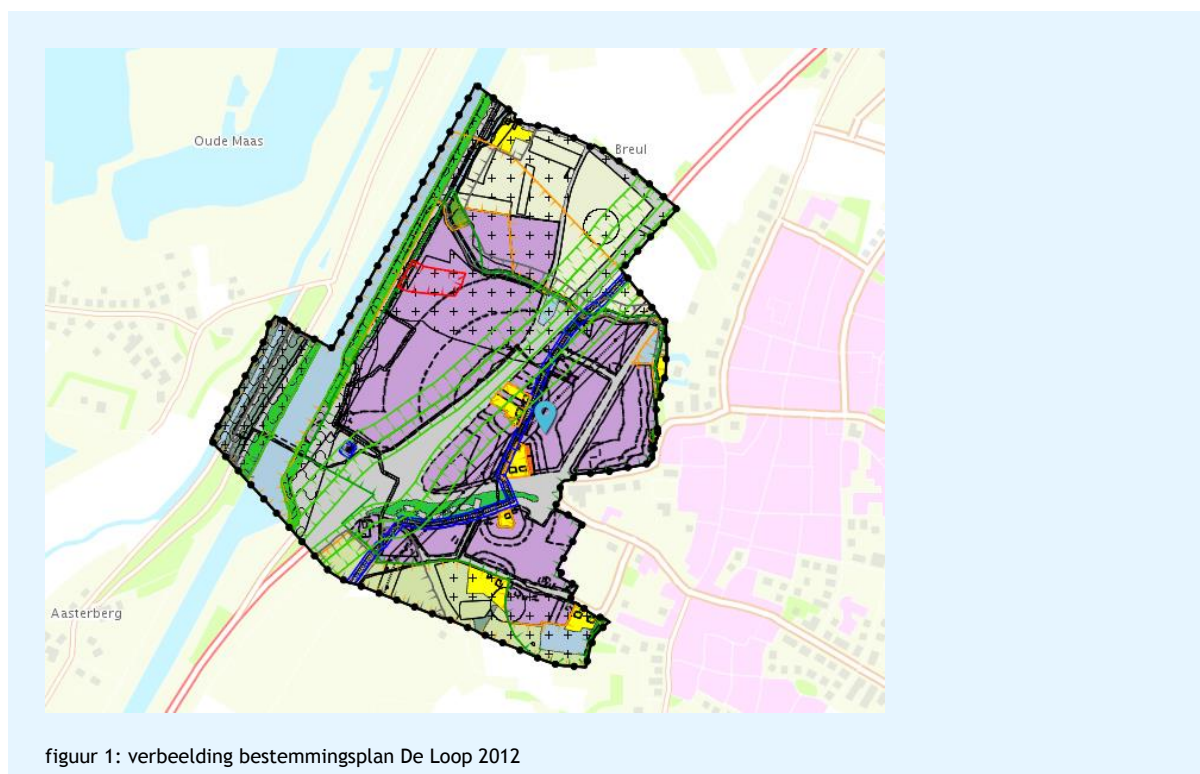 Oude Maas
Breul
Aasterberg
figuur 1: verbeelding bestemmingsplan De Loop 2012